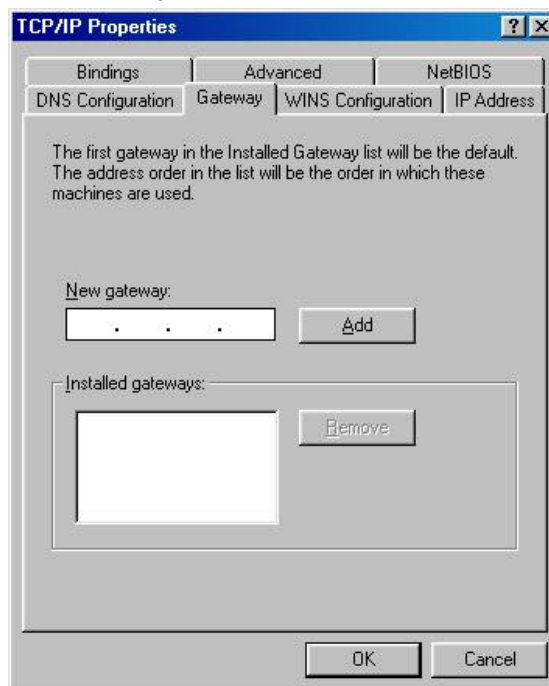 TCP/IP Properties
? ×
Bindings Advanced NetBIOS
DNS Configuration Gateway WINS Configuration IP Address
The first gateway in the Installed Gateway list will be the default.
The address order in the list will be the order in which these
machines are used.
New gateway:
. . .
Add
Installed gateways:
Remove
OK Cancel